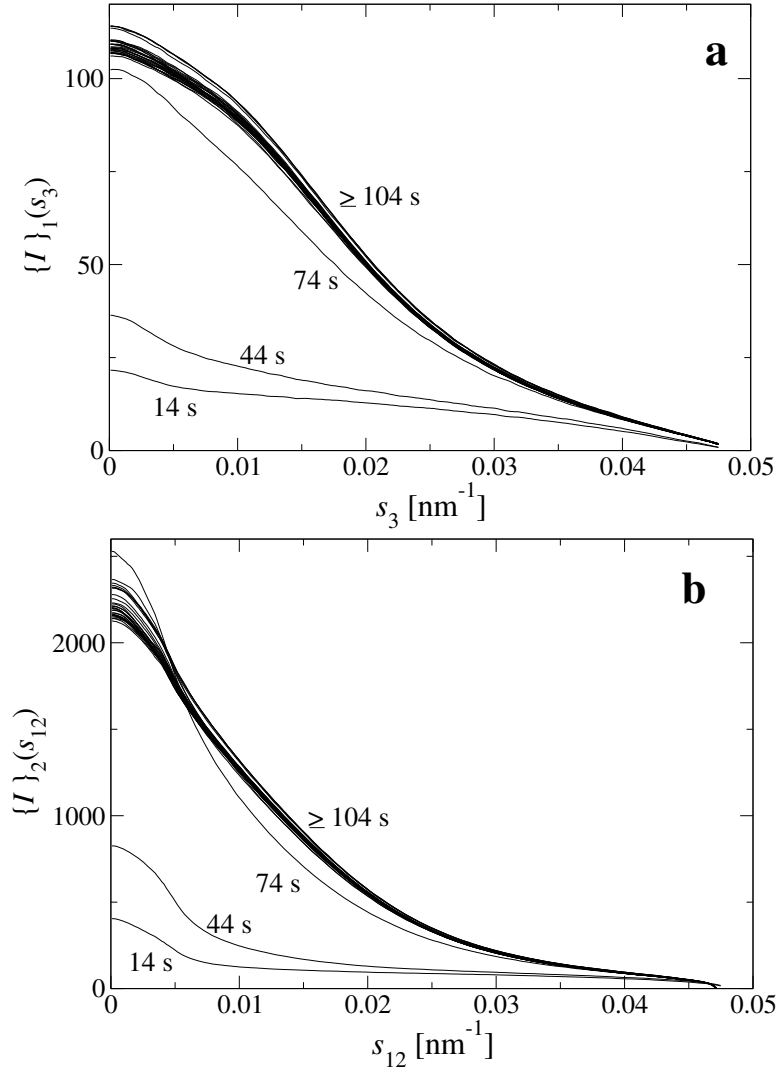 a
100
50
0
{I}₁(s₃)
≥ 104 s
74 s
44 s
14 s
0 0.01 0.02 0.03 0.04 0.05
s₃ [nm⁻¹]
b
2000
1000
0
{I}₂(s₁₂)
≥ 104 s
74 s
44 s
14 s
0 0.01 0.02 0.03 0.04 0.05
s₁₂ [nm⁻¹]